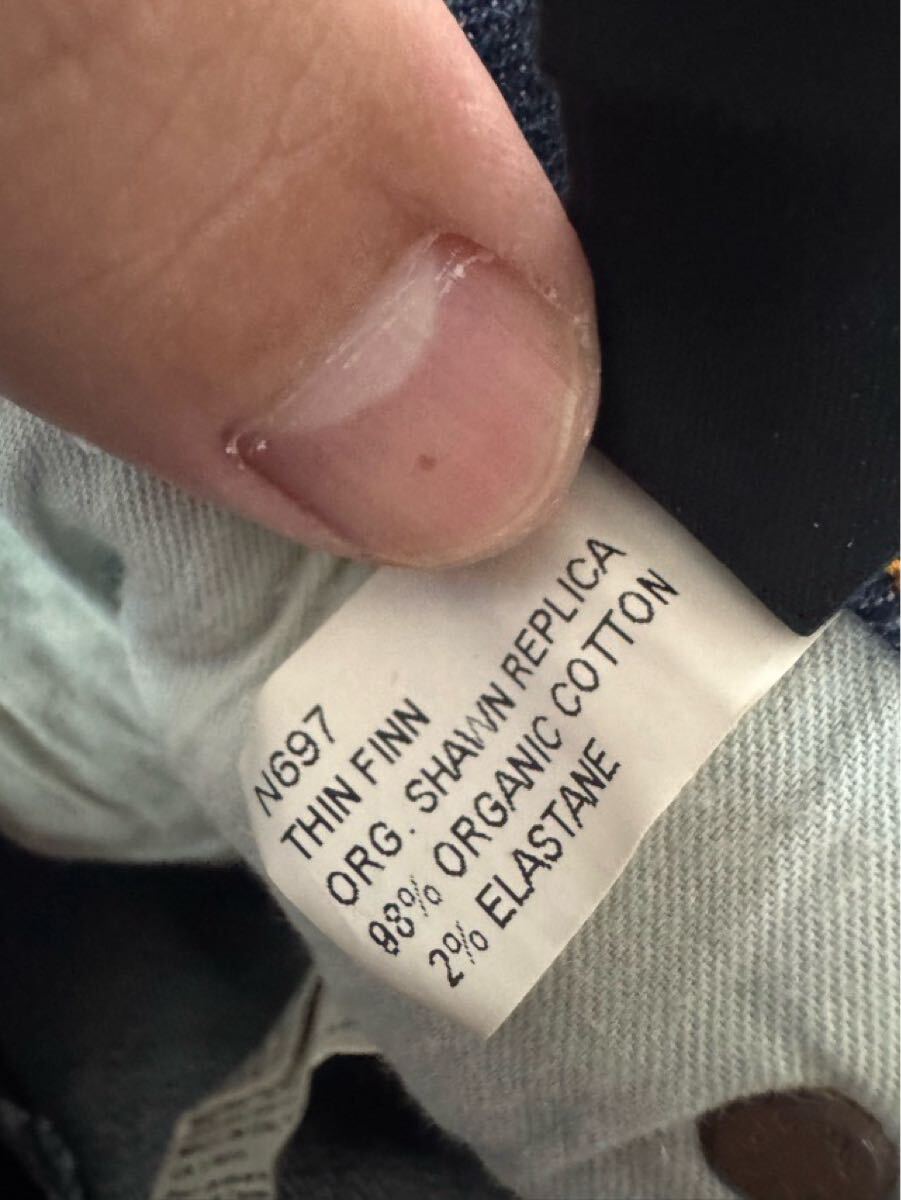 N697
THIN FINN
ORG. SHAWN REPLICA
98% ORGANIC COTTON
2% ELASTANE